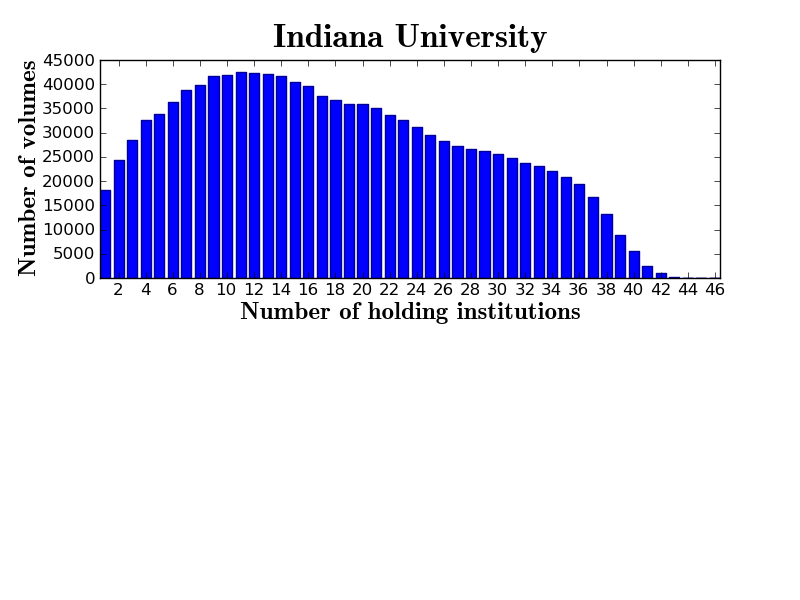 Indiana University
Number of volumes
45000
40000
35000
30000
25000
20000
15000
10000
5000
0
2 4 6 8 10 12 14 16 18 20 22 24 26 28 30 32 34 36 38 40 42 44 46
Number of holding institutions